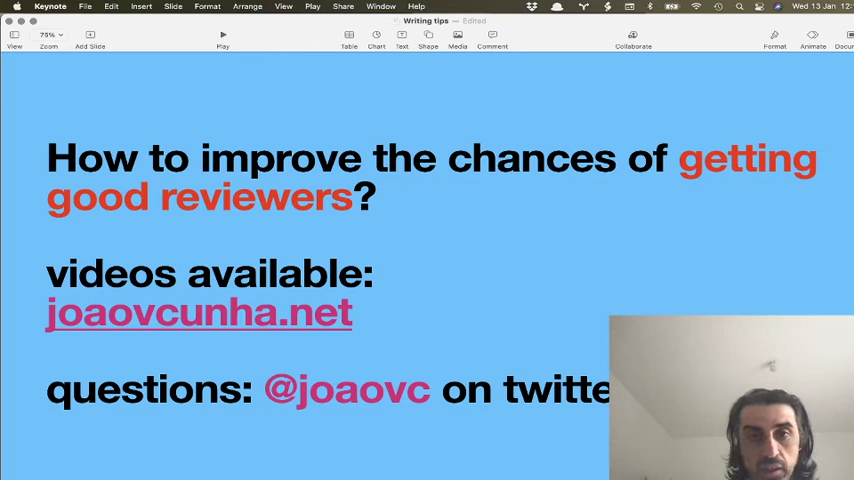 Keynote File Edit Insert Slide Format Arrange View Play Share Window Help Wed 13 Jan
Writing tips — Edited
75%
View Zoom Add Slide Play Table Chart Text Shape Media Comment Collaborate Format Animate
How to improve the chances of getting
good reviewers?
videos available:
joaovcunha.net
questions: @joaovc on twitte